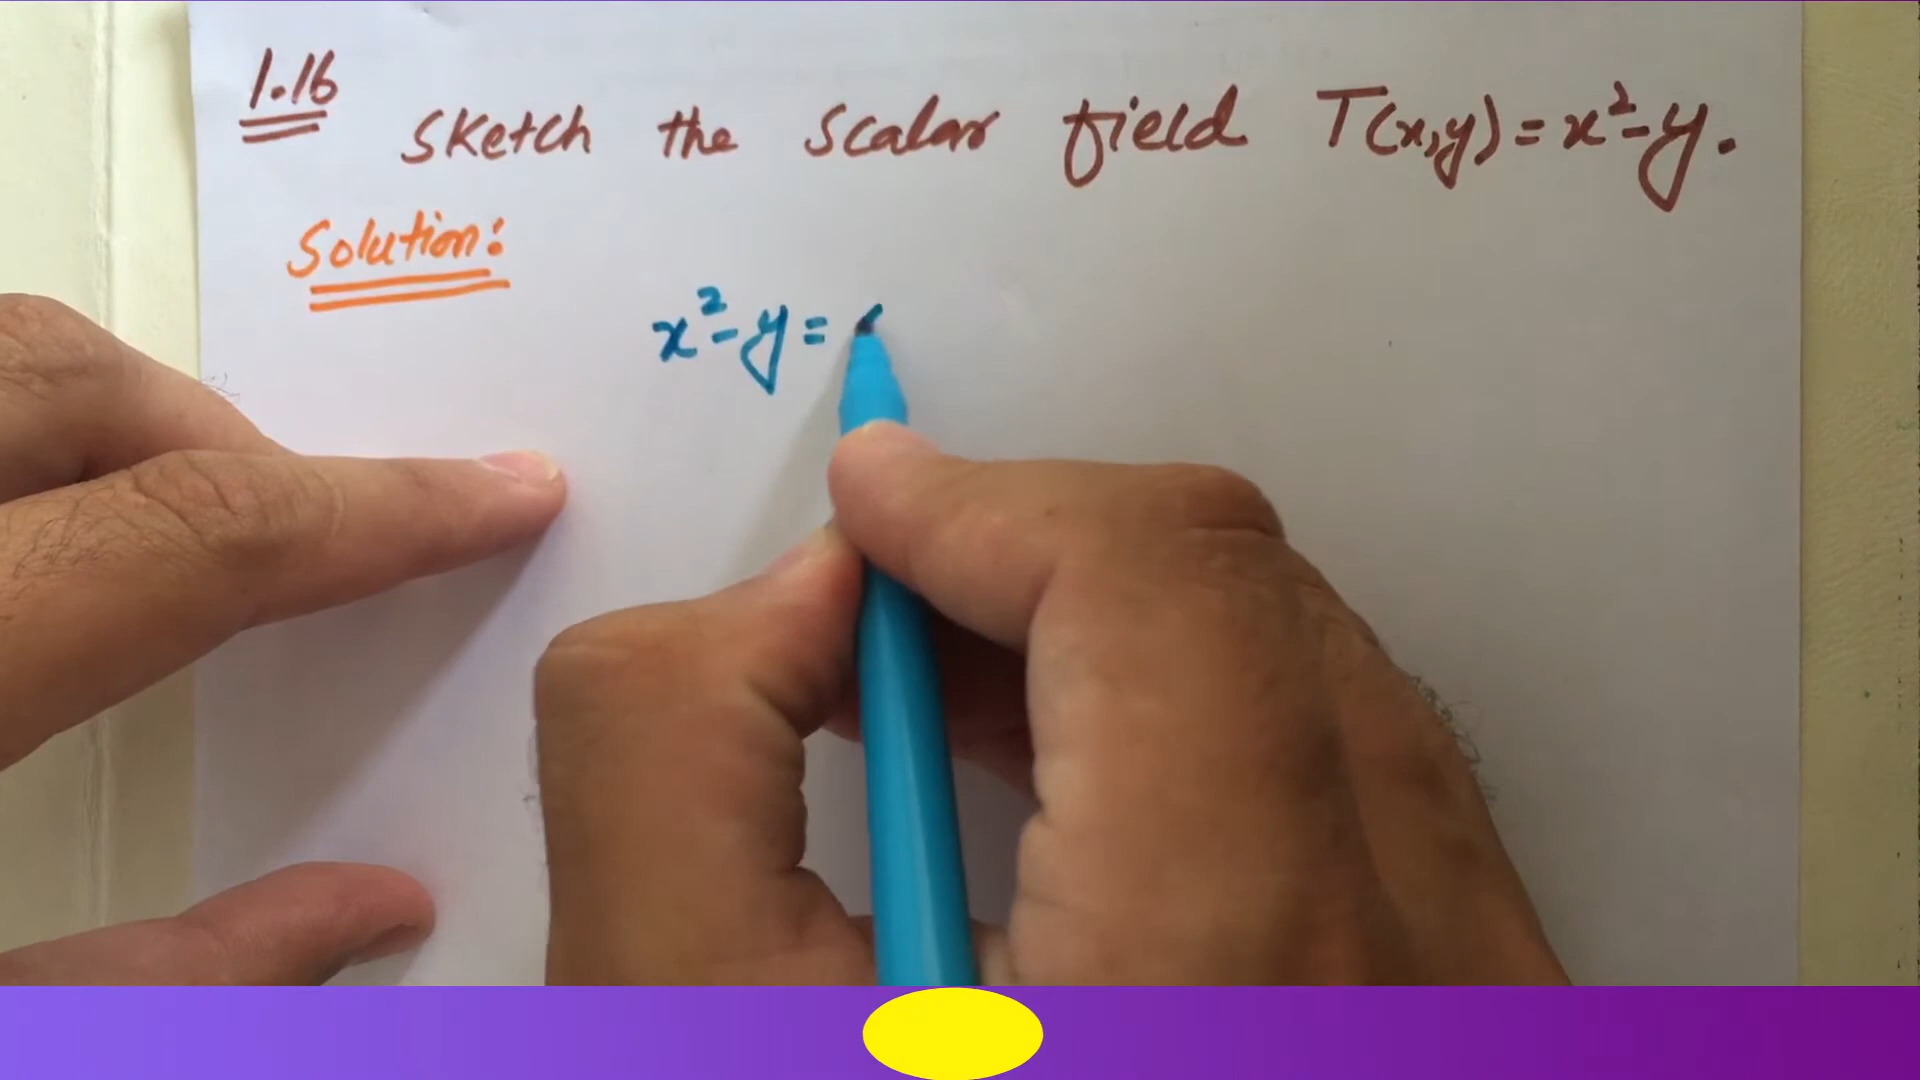 1.16 Sketch the scalar field T(x,y) = x²-y.
Solution:
x²-y =